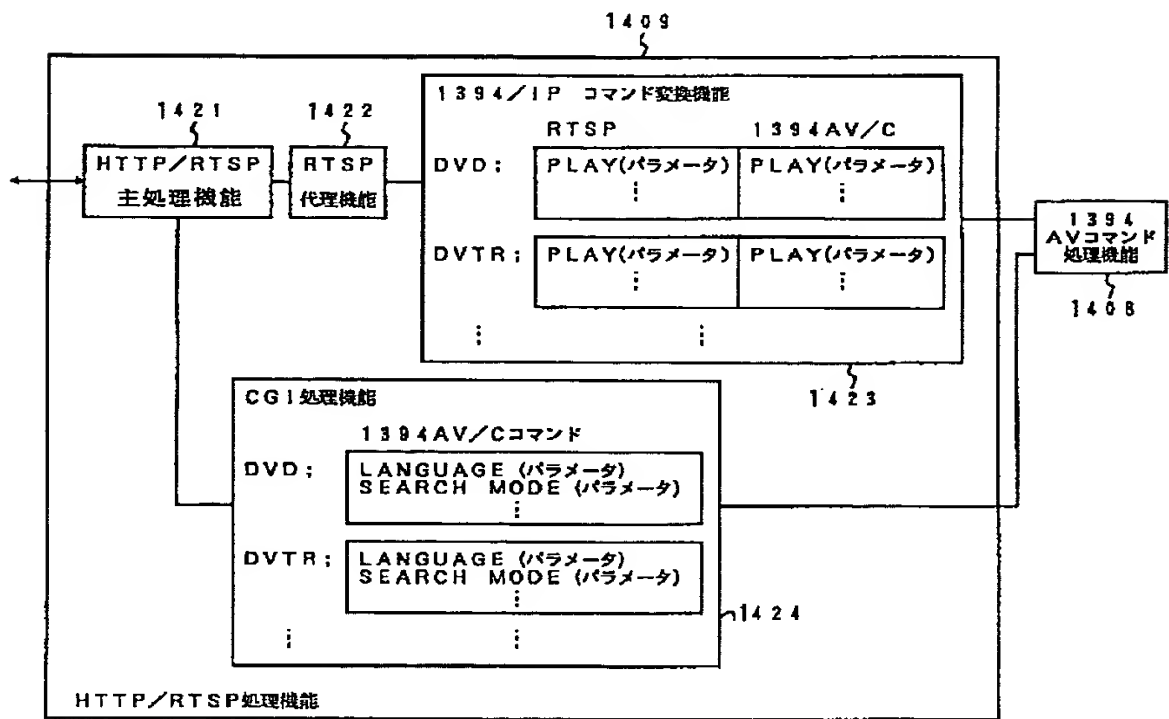 1409
1421
HTTP/RTSP
主処理機能
1422
RTSP
代理機能
1394/IP コマンド変換機能
RTSP 1394AV/C
DVD; PLAY(パラメータ) PLAY(パラメータ)
⋮ ⋮
DVTR; PLAY(パラメータ) PLAY(パラメータ)
⋮ ⋮
⋮ ⋮
1423
1394
AVコマンド
処理機能
1408
CGI処理機能
1394AV/Cコマンド
DVD; LANGUAGE (パラメータ)
SEARCH MODE (パラメータ)
⋮
DVTR; LANGUAGE (パラメータ)
SEARCH MODE (パラメータ)
⋮
⋮ ⋮
1424
HTTP/RTSP処理機能